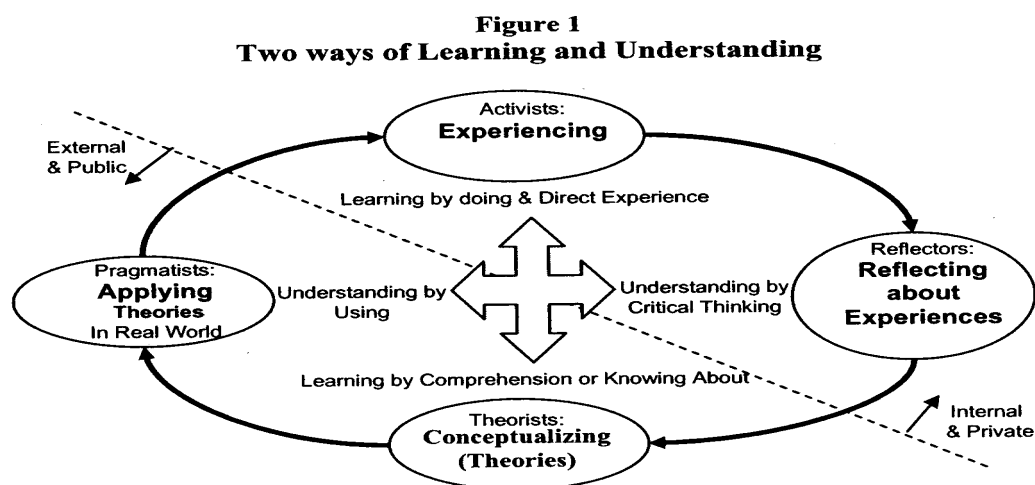 Figure 1
Two ways of Learning and Understanding
Activists:
Experiencing
External
& Public
Learning by doing & Direct Experience
Pragmatists:
Applying
Theories
In Real World
Understanding by
Using
Understanding by
Critical Thinking
Reflectors:
Reflecting
about
Experiences
Learning by Comprehension or Knowing About
Theorists:
Conceptualizing
(Theories)
Internal
& Private